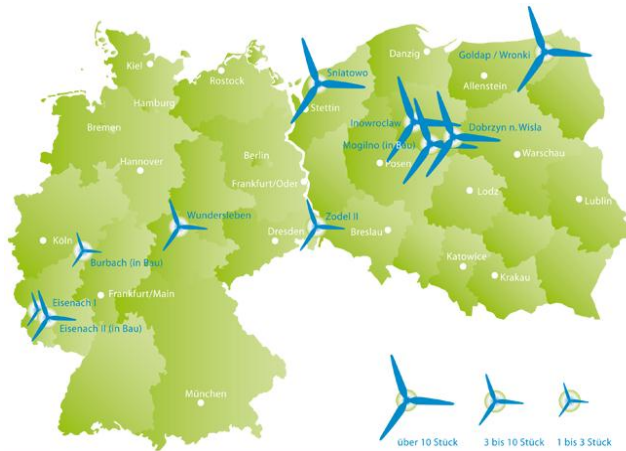 Kiel
Rostock
Hamburg
Bremen
Hannover
Berlin
Frankfurt/Oder
Wundersleben
Köln
Burbach (in Bau)
Dresden
Zodel II
Eisenach I
Frankfurt/Main
Eisenach II (in Bau)
München
Sniatowo
Stettin
Danzig
Goldap / Wronki
Allenstein
Inowroclaw
Dobrzyn n. Wisla
Mogilno (in Bau)
Posen
Warschau
Lodz
Lublin
Breslau
Katowice
Krakau
über 10 Stück
3 bis 10 Stück
1 bis 3 Stück